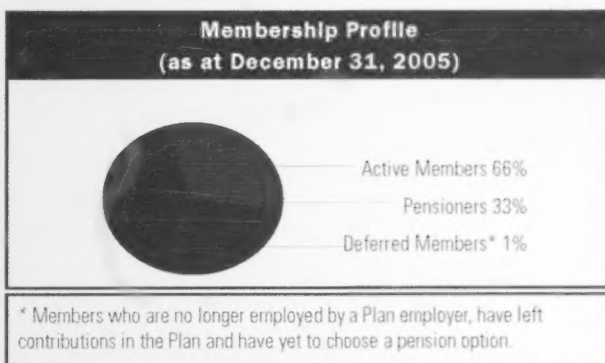 Membership Profile
(as at December 31, 2005)
Active Members 66%
Pensioners 33%
Deferred Members* 1%
* Members who are no longer employed by a Plan employer, have left
contributions in the Plan and have yet to choose a pension option.